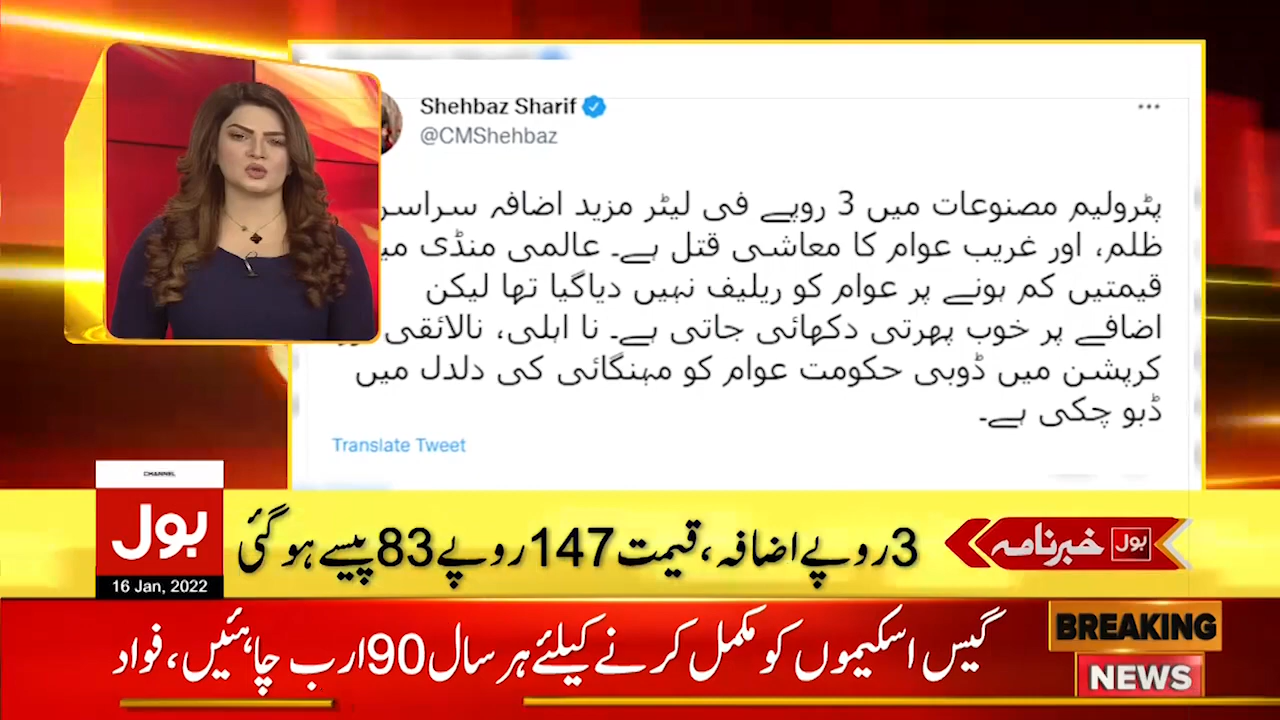 Shehbaz Sharif
@CMShehbaz
پٹرولیم مصنوعات میں 3 روپے فی لیٹر مزید اضافہ سراسر
ظلم، اور غریب عوام کا معاشی قتل ہے۔ عالمی منڈی
قیمتیں کم ہونے پر عوام کو ریلیف نہیں دیاگیا تھا لیکن
اضافے پر خوب پھرتی دکھائی جاتی ہے۔ نا اہلی، نالائقی
کرپشن میں ڈوبی حکومت عوام کو مہنگائی کی دلدل میں
ڈبو چکی ہے۔
Translate Tweet
CHANNEL
بول
16 Jan, 2022
بول خبرنامہ
3 روپے اضافہ، قیمت 147 روپے 83 پیسے ہوگئی
BREAKING
NEWS
گیس اسکیموں کو مکمل کرنے کیلئے ہر سال 90 ارب چاہئیں، فواد